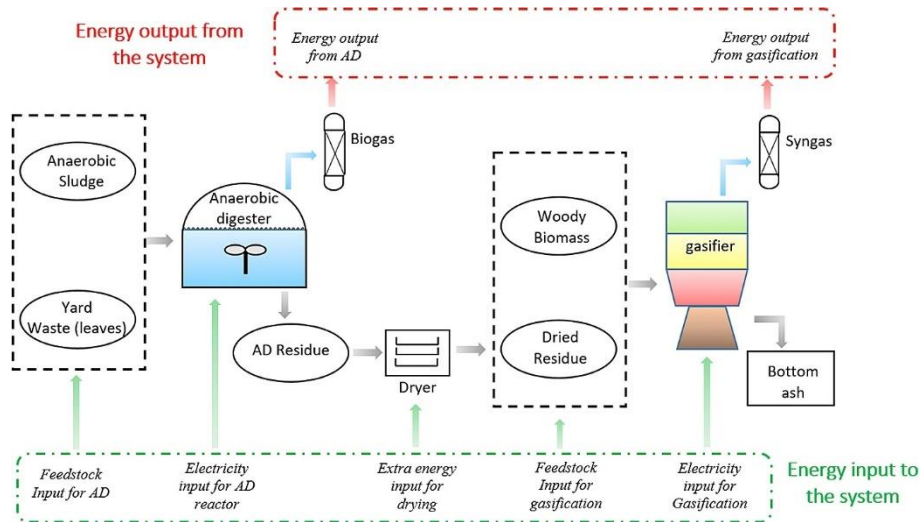 Energy output from
the system
Energy output
from AD
Energy output
from gasification
Biogas
Syngas
Anaerobic
Sludge
Anaerobic
digester
Woody
Biomass
gasifier
Yard
Waste (leaves)
AD Residue
Dryer
Dried
Residue
Bottom
ash
Feedstock
Input for AD
Electricity
input for AD
reactor
Extra energy
input for
drying
Feedstock
Input for
gasification
Electricity
input for
Gasification
Energy input to
the system